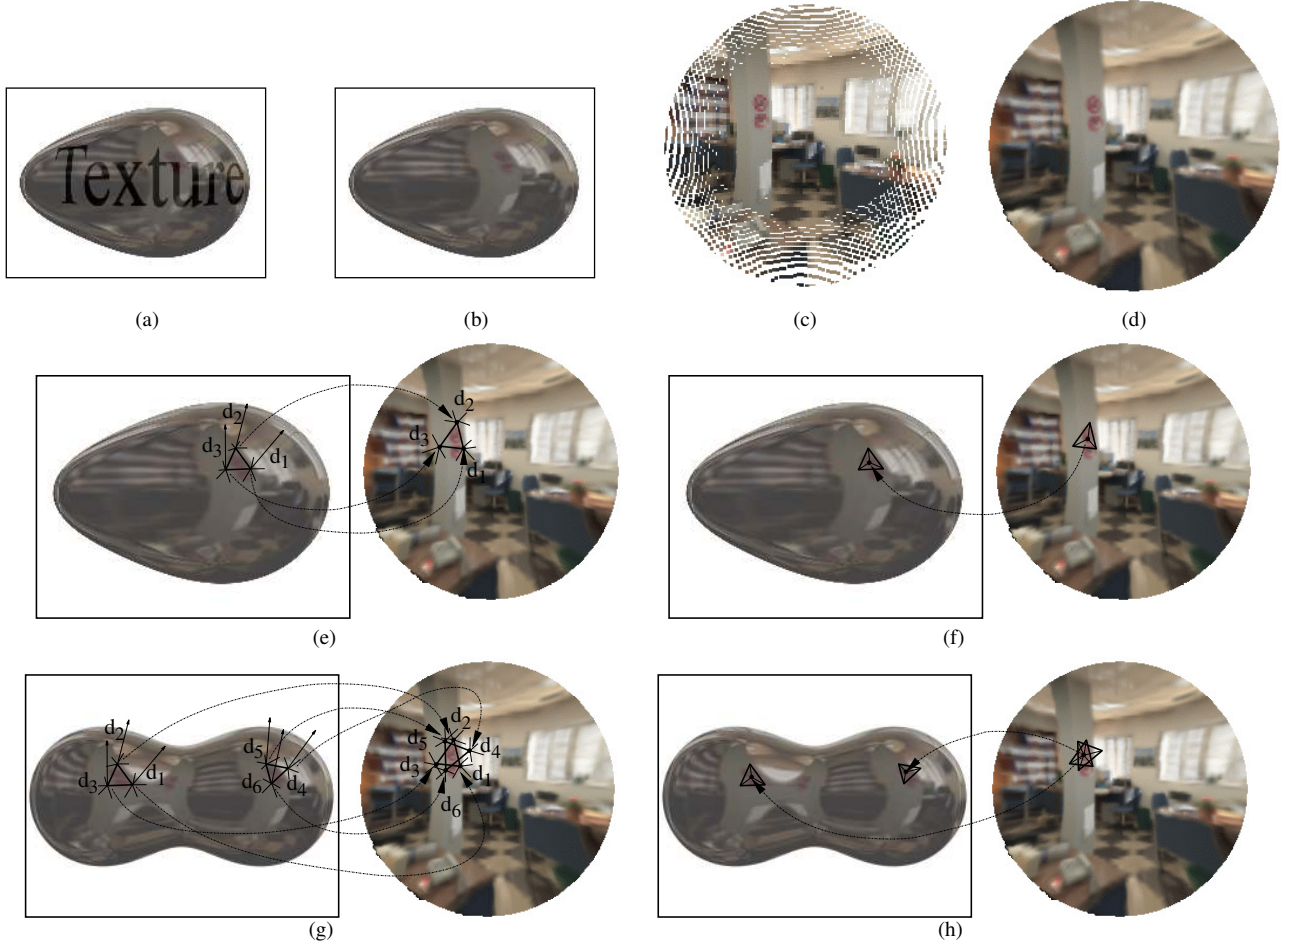 Texture
(a)
(b)
(c)
(d)
d2
d3
d1
d2
d3
d1
(e)
(f)
d2
d3
d1
d5
d6
d4
d2
d5
d4
d3
d1
d6
(g)
(h)